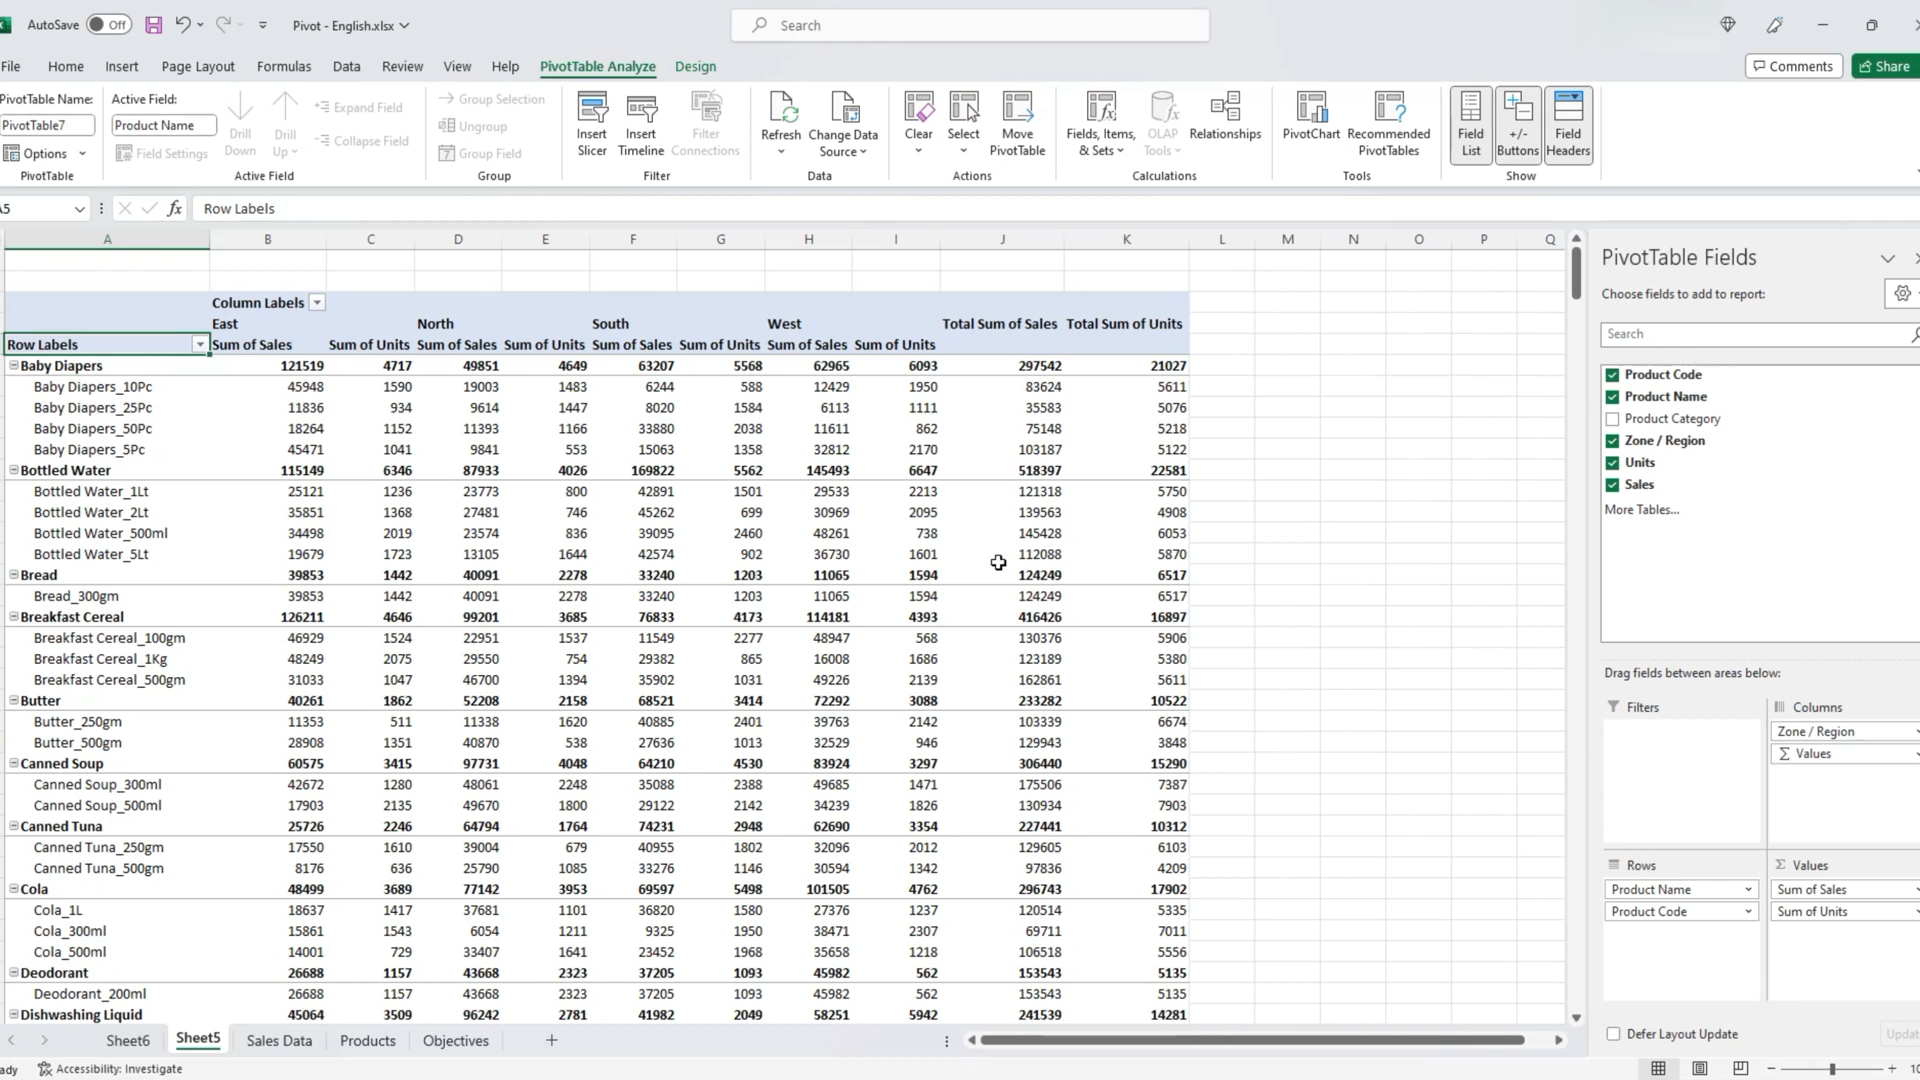 AutoSave Off Pivot - English.xlsx Search
File Home Insert Page Layout Formulas Data Review View Help PivotTable Analyze Design Comments Share
PivotTable Name: Active Field:
PivotTable7 Product Name Drill Down Drill Up Expand Field Group Selection Insert Slicer Insert Timeline Filter Connections Refresh Change Data Source Clear Select Move PivotTable Fields, Items, & Sets OLAP Tools Relationships PivotChart Recommended PivotTables Field List +/- Buttons Field Headers
Collapse Field Ungroup
Options Field Settings Group Field
PivotTable Active Field Group Filter Data Actions Calculations Tools Show
A5 fx Row Labels
A B C D E F G H I J K L M N O P Q
Column Labels
East North South West Total Sum of Sales Total Sum of Units
Row Labels Sum of Sales Sum of Units Sum of Sales Sum of Units Sum of Sales Sum of Units Sum of Sales Sum of Units
Baby Diapers 121519 4717 49851 4649 63207 5568 62965 6093 297542 21027
Baby Diapers_10Pc 45948 1590 19003 1483 6244 588 12429 1950 83624 5611
Baby Diapers_25Pc 11836 934 9614 1447 8020 1584 6113 1111 35583 5076
Baby Diapers_50Pc 18264 1152 11393 1166 33880 2038 11611 862 75148 5218
Baby Diapers_5Pc 45471 1041 9841 553 15063 1358 32812 2170 103187 5122
Bottled Water 115149 6346 87933 4026 169822 5562 145493 6647 518397 22581
Bottled Water_1Lt 25121 1236 23773 800 42891 1501 29533 2213 121318 5750
Bottled Water_2Lt 35851 1368 27481 746 45262 699 30969 2095 139563 4908
Bottled Water_500ml 34498 2019 23574 836 39095 2460 48261 738 145428 6053
Bottled Water_5Lt 19679 1723 13105 1644 42574 902 36730 1601 112088 5870
Bread 39853 1442 40091 2278 33240 1203 11065 1594 124249 6517
Bread_300gm 39853 1442 40091 2278 33240 1203 11065 1594 124249 6517
Breakfast Cereal 126211 4646 99201 3685 76833 4173 114181 4393 416426 16897
Breakfast Cereal_100gm 46929 1524 22951 1537 11549 2277 48947 568 130376 5906
Breakfast Cereal_1Kg 48249 2075 29550 754 29382 865 16008 1686 123189 5380
Breakfast Cereal_500gm 31033 1047 46700 1394 35902 1031 49226 2139 162861 5611
Butter 40261 1862 52208 2158 68521 3414 72292 3088 233282 10522
Butter_250gm 11353 511 11338 1620 40885 2401 39763 2142 103339 6674
Butter_500gm 28908 1351 40870 538 27636 1013 32529 946 129943 3848
Canned Soup 60575 3415 97731 4048 64210 4530 83924 3297 306440 15290
Canned Soup_300ml 42672 1280 48061 2248 35088 2388 49685 1471 175506 7387
Canned Soup_500ml 17903 2135 49670 1800 29122 2142 34239 1826 130934 7903
Canned Tuna 25726 2246 64794 1764 74231 2948 62690 3354 227441 10312
Canned Tuna_250gm 17550 1610 39004 679 40955 1802 32096 2012 129605 6103
Canned Tuna_500gm 8176 636 25790 1085 33276 1146 30594 1342 97836 4209
Cola 48499 3689 77142 3953 69597 5498 101505 4762 296743 17902
Cola_1L 18637 1417 37681 1101 36820 1580 27376 1237 120514 5335
Cola_300ml 15861 1543 6054 1211 9325 1950 38471 2307 69711 7011
Cola_500ml 14001 729 33407 1641 23452 1968 35658 1218 106518 5556
Deodorant 26688 1157 43668 2323 37205 1093 45982 562 153543 5135
Deodorant_200ml 26688 1157 43668 2323 37205 1093 45982 562 153543 5135
Dishwashing Liquid 45064 3509 96242 2781 41982 2049 58251 5942 241539 14281
PivotTable Fields
Choose fields to add to report:
Search
Product Code
Product Name
Product Category
Zone / Region
Units
Sales
More Tables...
Drag fields between areas below:
Filters
Columns
Zone / Region
Σ Values
Rows
Product Name
Product Code
Σ Values
Sum of Sales
Sum of Units
Defer Layout Update Updat
Sheet6 Sheet5 Sales Data Products Objectives
ady Accessibility: Investigate 10